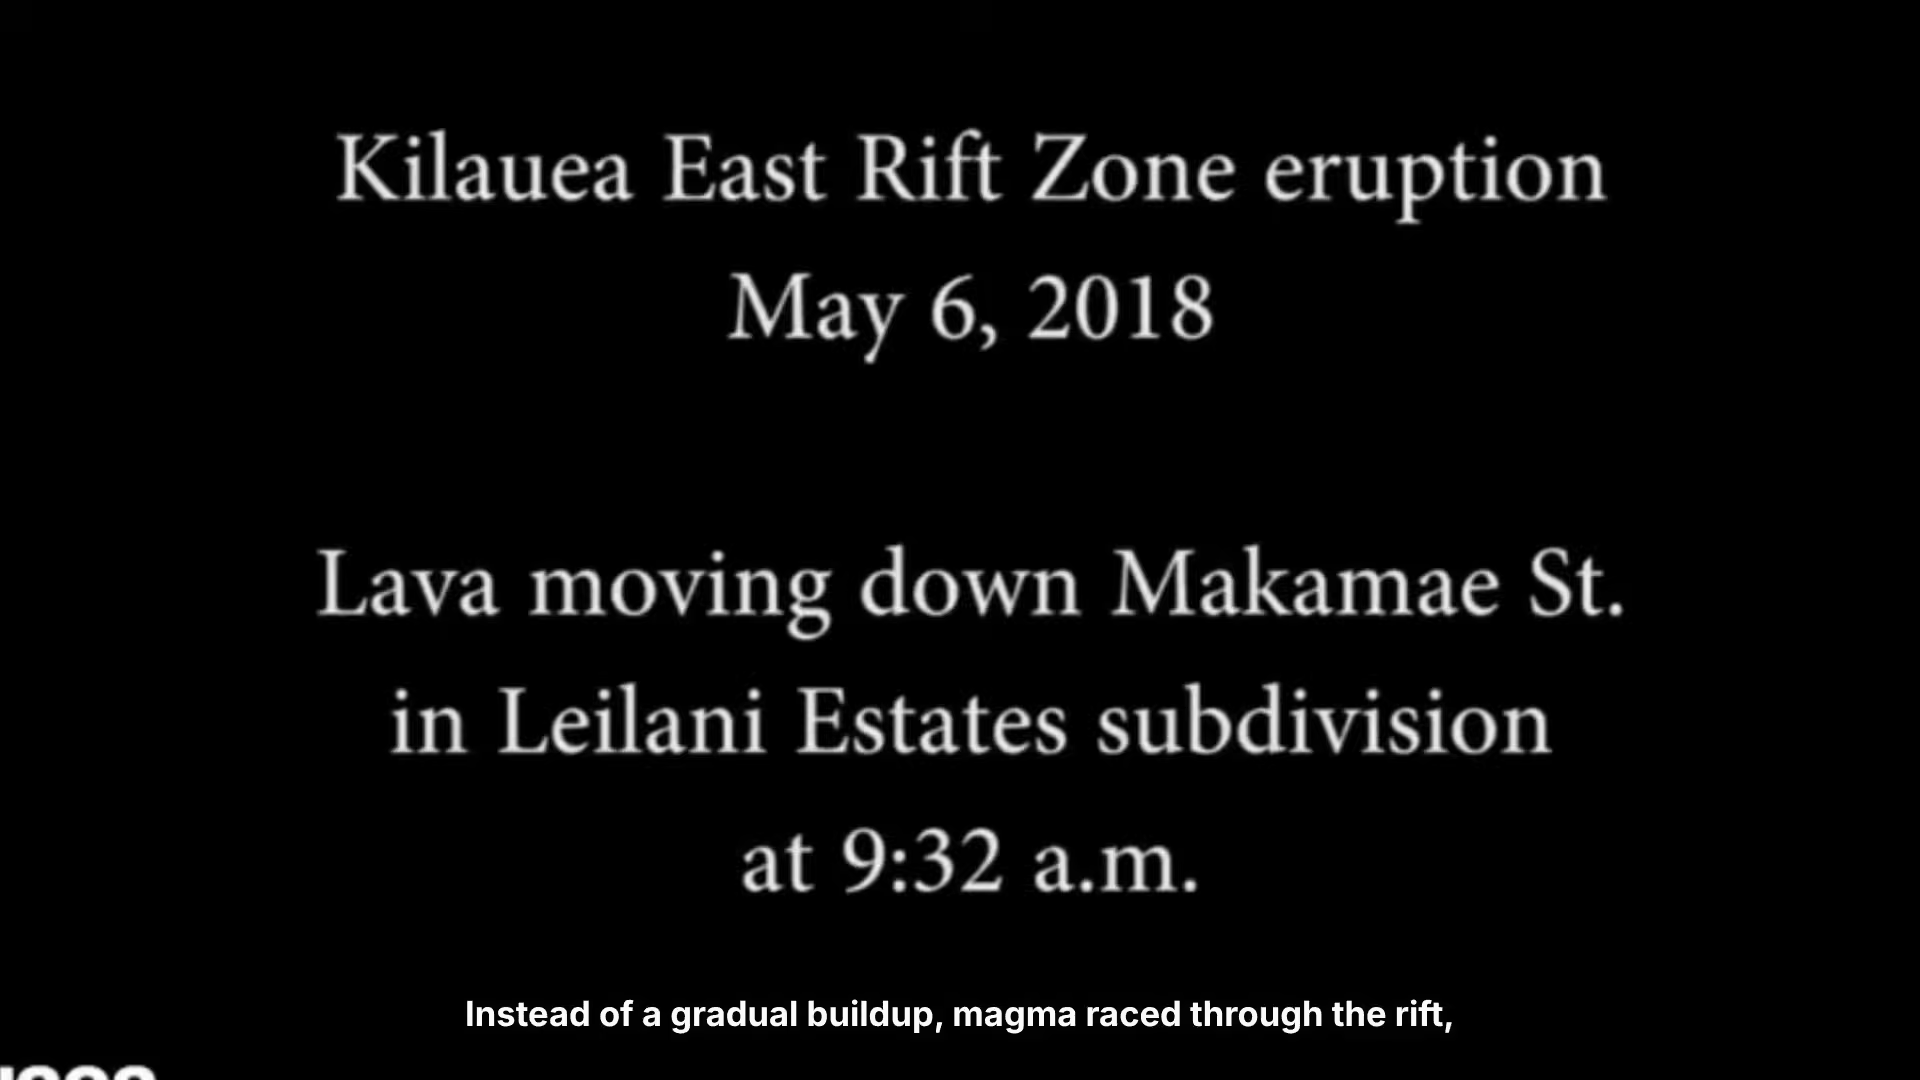 Kilauea East Rift Zone eruption
May 6, 2018
Lava moving down Makamae St.
in Leilani Estates subdivision
at 9:32 a.m.
Instead of a gradual buildup, magma raced through the rift,